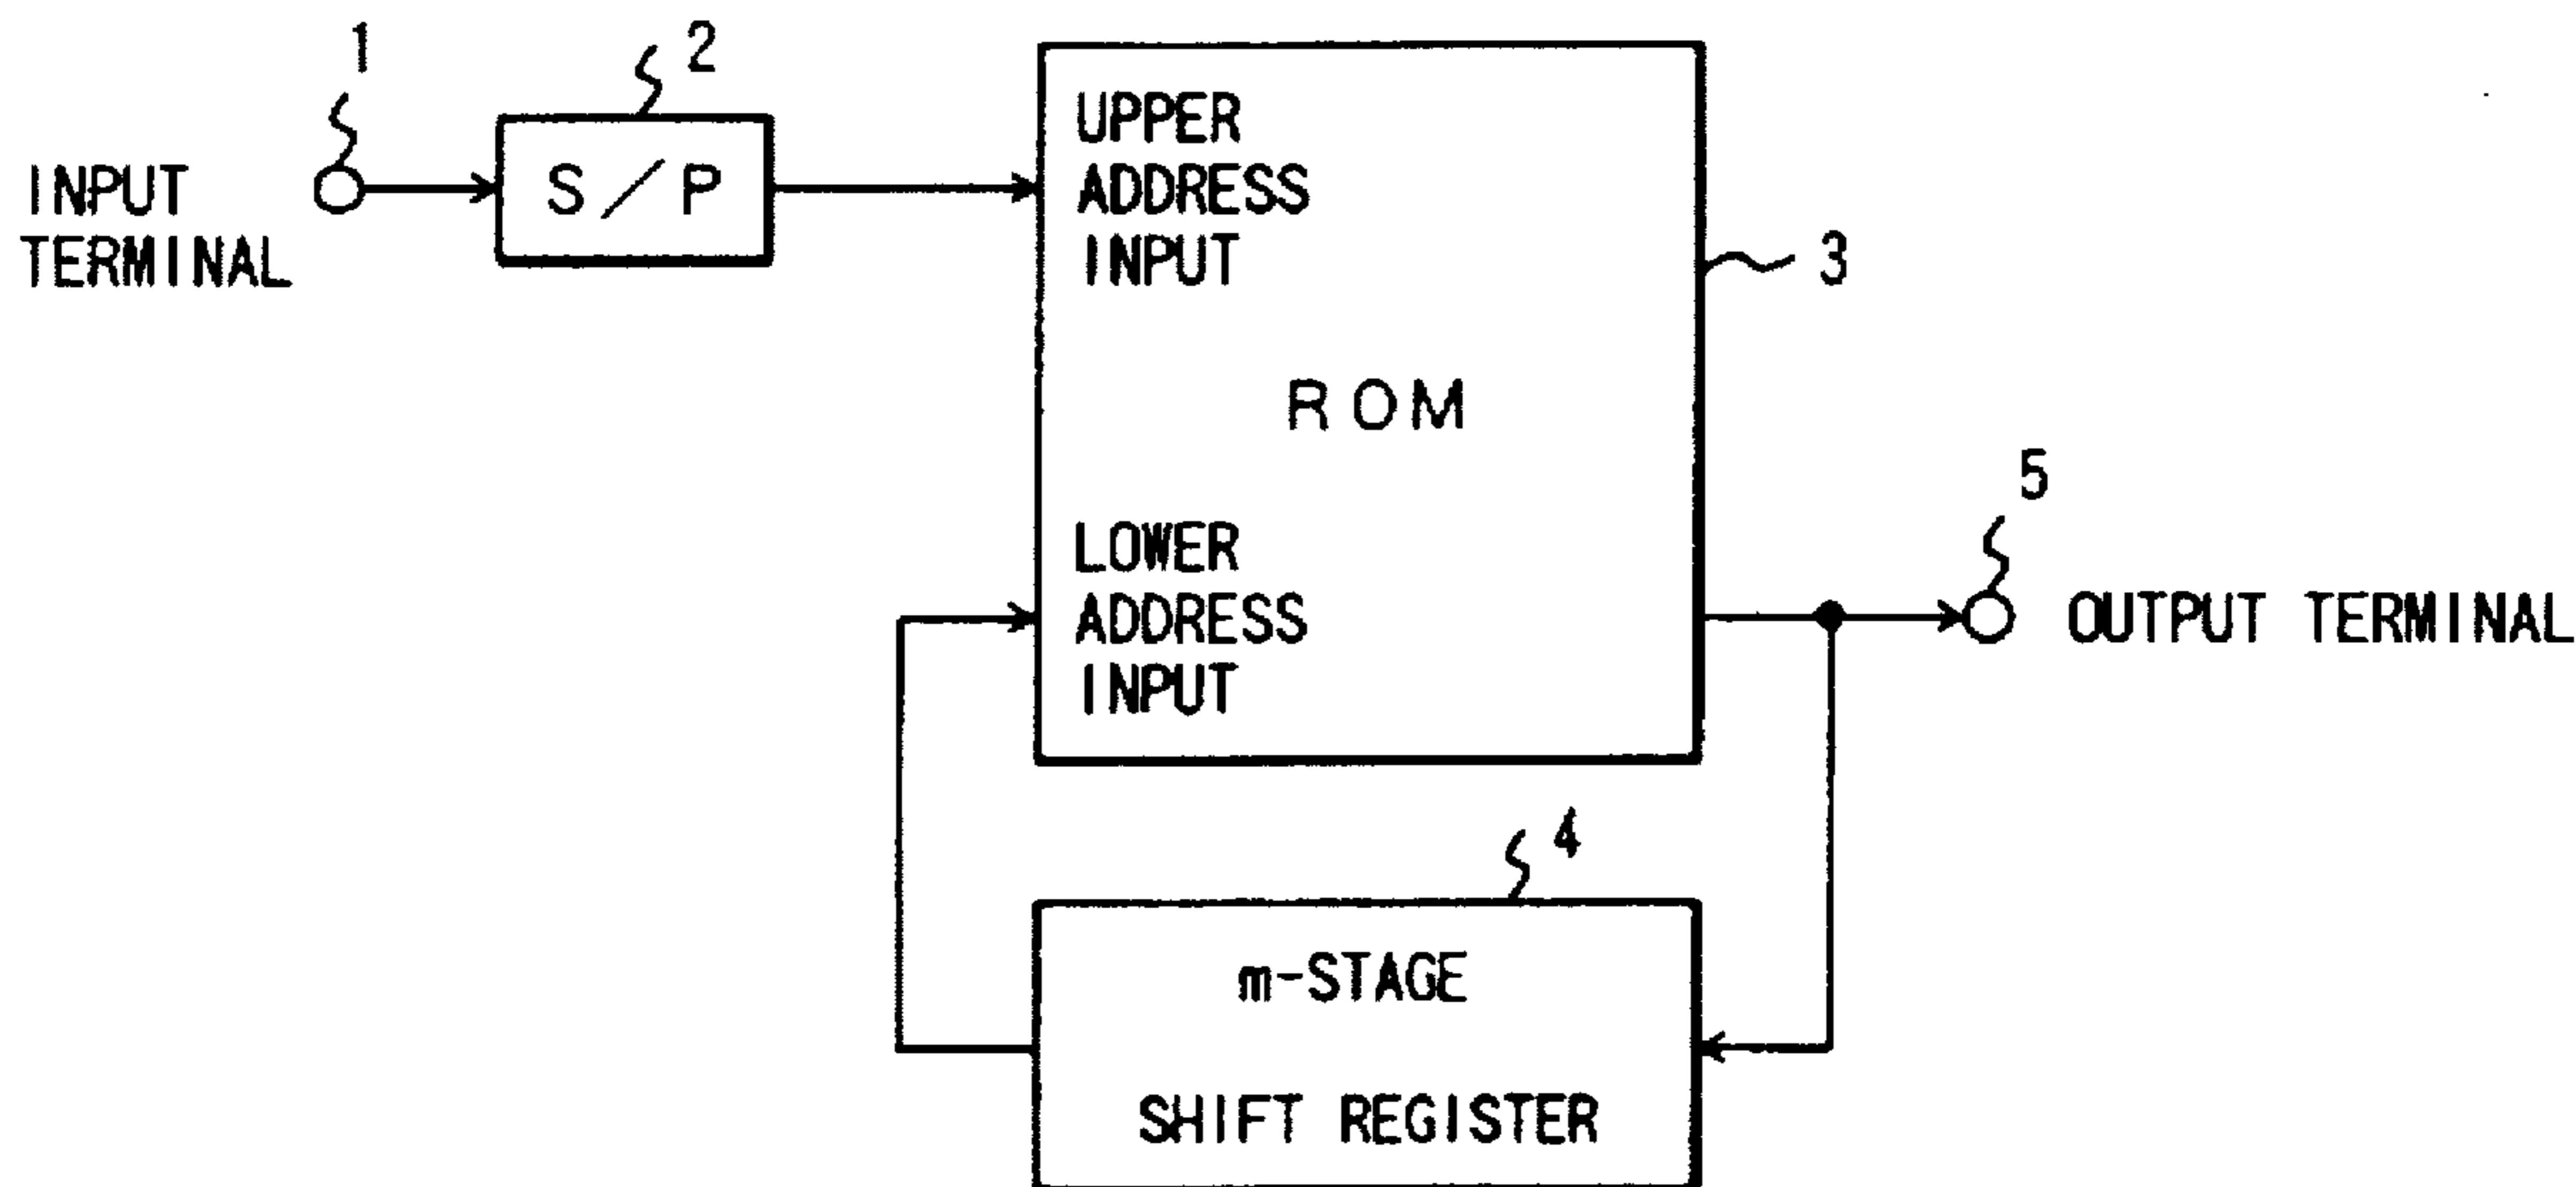 1
2
INPUT
TERMINAL
S/P
UPPER
ADDRESS
INPUT
3
ROM
5
LOWER
ADDRESS
INPUT
OUTPUT TERMINAL
4
m-STAGE
SHIFT REGISTER